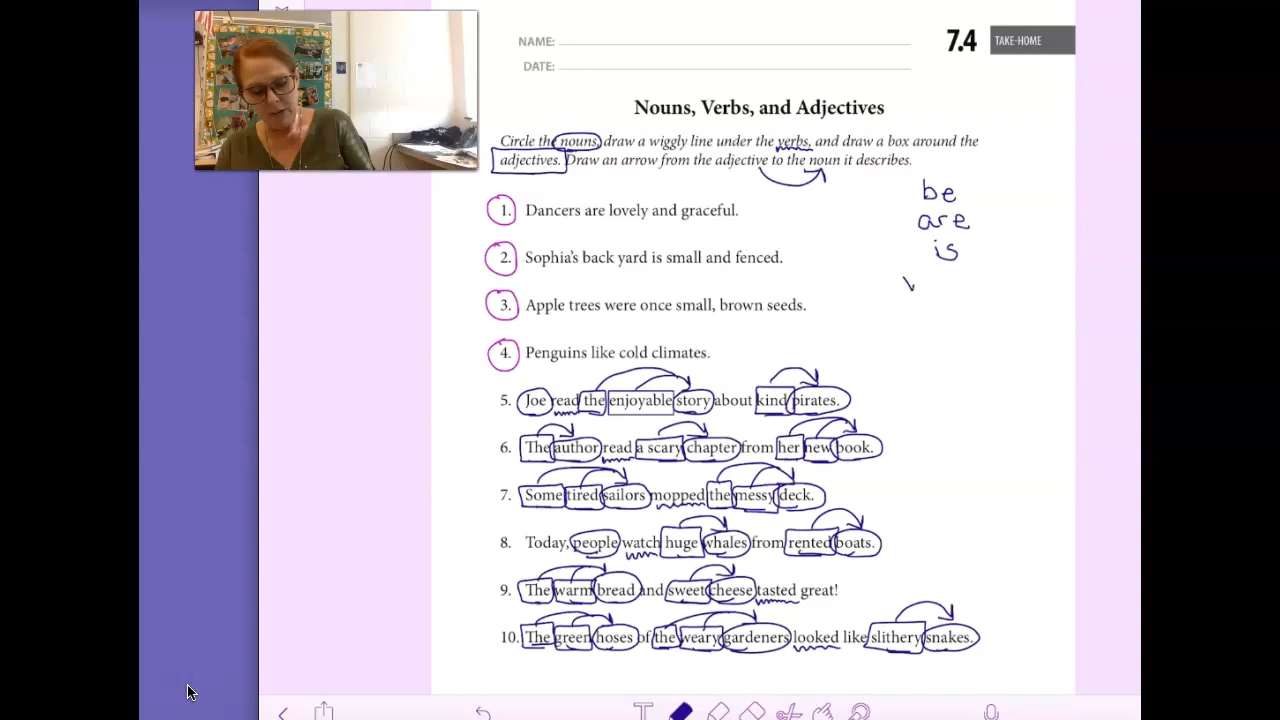 NAME:
7.4 TAKE-HOME
DATE:
Nouns, Verbs, and Adjectives
Circle the nouns, draw a wiggly line under the verbs, and draw a box around the
adjectives. Draw an arrow from the adjective to the noun it describes.
be
1. Dancers are lovely and graceful.
are
is
2. Sophia's back yard is small and fenced.
3. Apple trees were once small, brown seeds.
4. Penguins like cold climates.
5. Joe read the enjoyable story about kind pirates.
6. The author read a scary chapter from her new book.
7. Some tired sailors mopped the messy deck.
8. Today, people watch huge whales from rented boats.
9. The warm bread and sweet cheese tasted great!
10. The green hoses of the weary gardeners looked like slithery snakes.